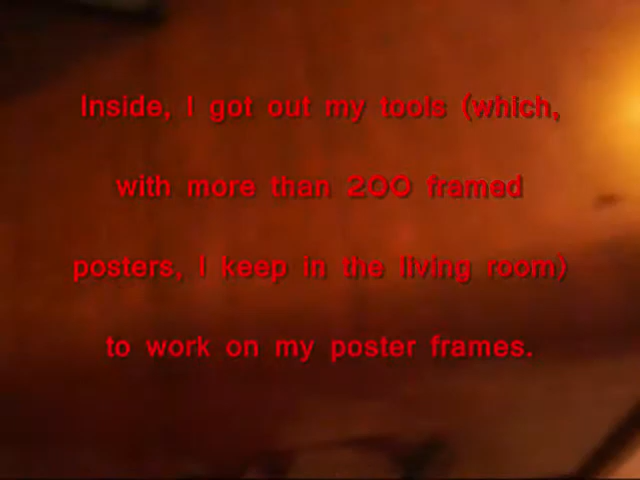 Inside, I got out my tools (which,
with more than 200 framed
posters, I keep in the living room)
to work on my poster frames.